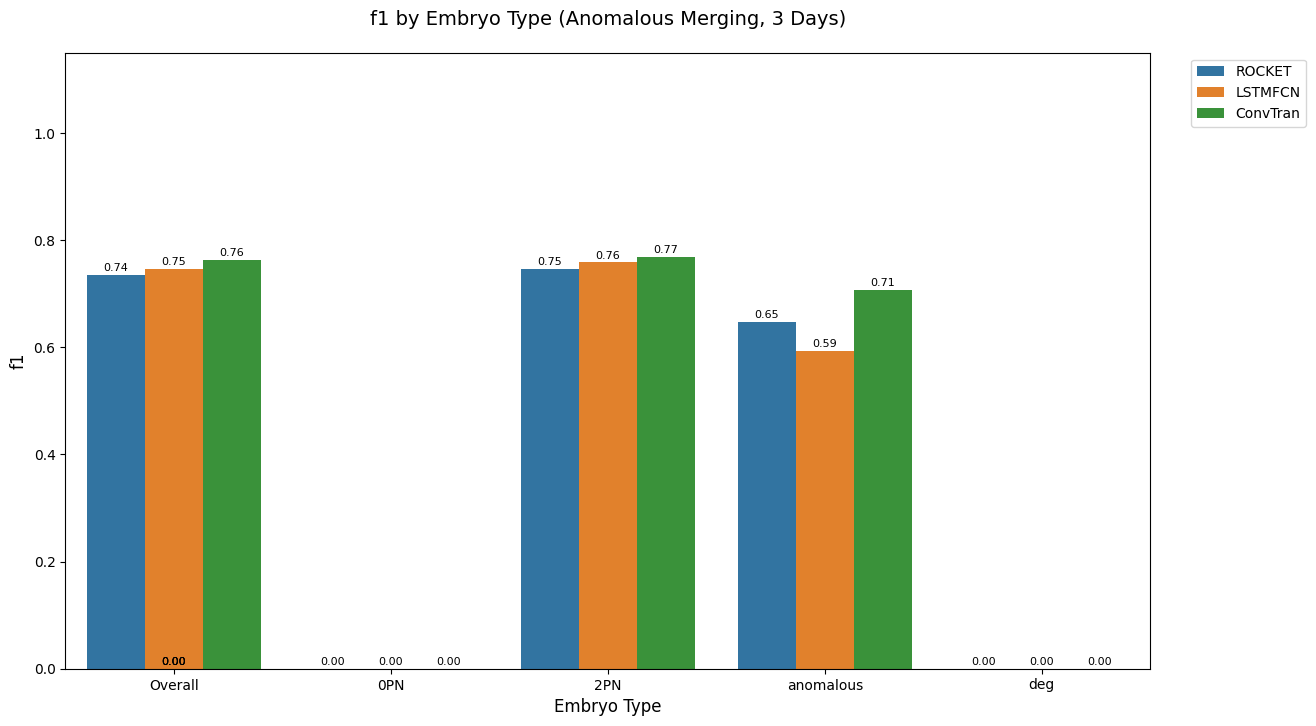 f1 by Embryo Type (Anomalous Merging, 3 Days)
ROCKET
LSTMFCN
ConvTran
f1
1.0
0.8
0.6
0.4
0.2
0.0
0.74 0.75 0.76
0.00
0.00 0.00 0.00
0.75 0.76 0.77
0.65 0.59 0.71
0.00 0.00 0.00
Overall 0PN 2PN anomalous deg
Embryo Type